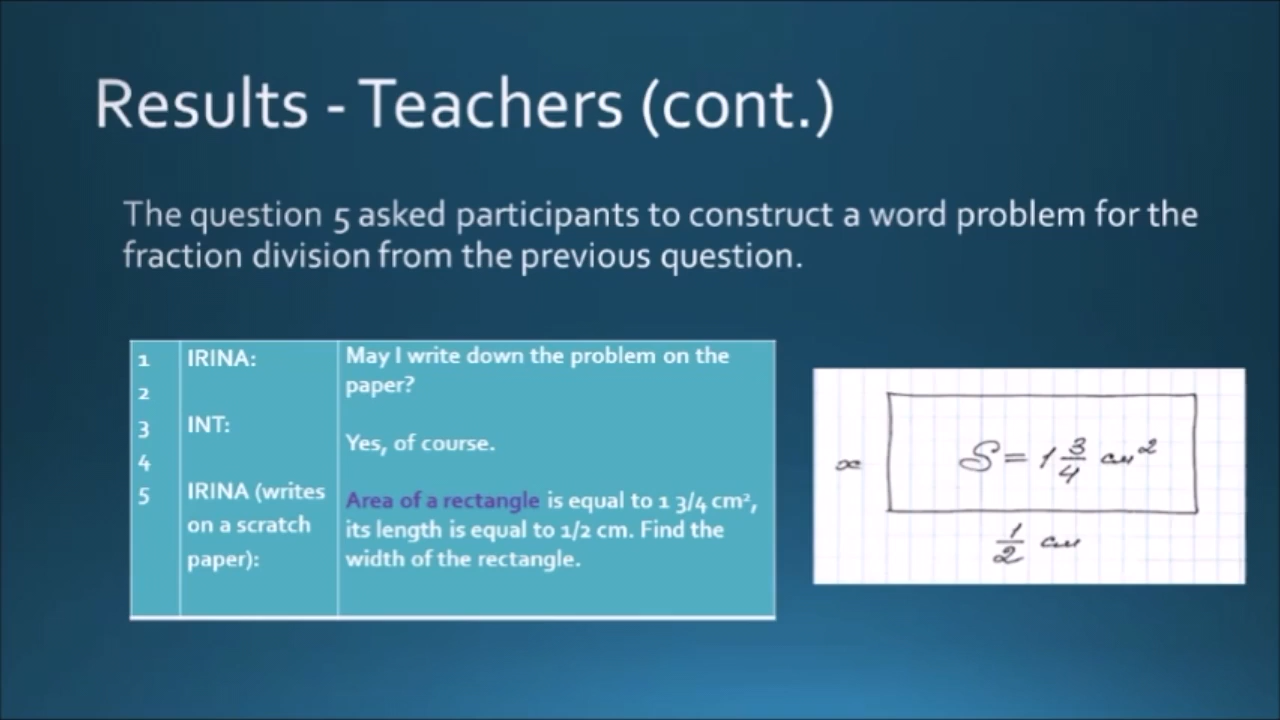 Results - Teachers (cont.)
The question 5 asked participants to construct a word problem for the
fraction division from the previous question.
1
2
3
4
5
IRINA:
INT:
IRINA (writes
on a scratch
paper):
May I write down the problem on the
paper?
Yes, of course.
Area of a rectangle is equal to 1 3/4 cm²,
its length is equal to 1/2 cm. Find the
width of the rectangle.
x
S = 1 3/4 см²
1/2 см